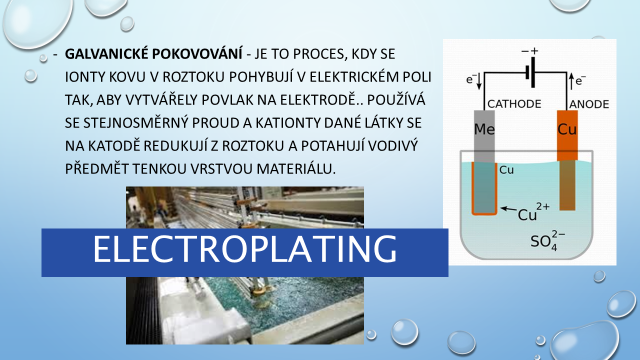 - GALVANICKÉ POKOVOVÁNÍ - JE TO PROCES, KDY SE
IONTY KOVU V ROZTOKU POHYBUJÍ V ELEKTRICKÉM POLI
TAK, ABY VYTVÁŘELY POVLAK NA ELEKTRODĚ.. POUŽÍVÁ
SE STEJNOSMĚRNÝ PROUD A KATIONTY DANÉ LÁTKY SE
NA KATODĚ REDUKUJÍ Z ROZTOKU A POTAHUJÍ VODIVÝ
PŘEDMĚT TENKOU VRSTVOU MATERIÁLU.
ELECTROPLATING
−+
e⁻ e⁻
CATHODE ANODE
Me Cu
Cu
Cu²⁺
SO₄²⁻